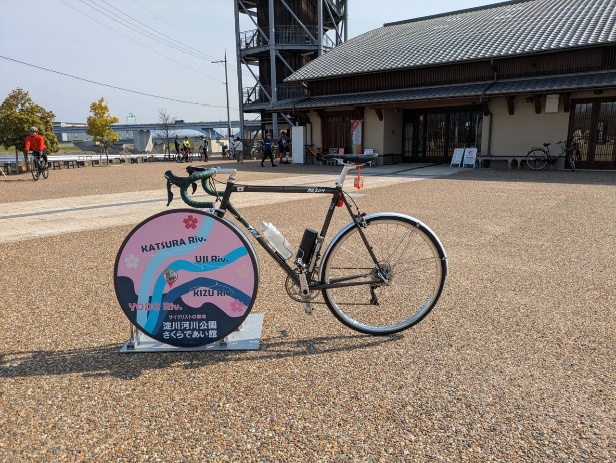 KATSURA Riv.
UJI Riv.
KIZU Riv.
YODO Riv.
サイクリストの聖地
淀川河川公園
さくらであい館